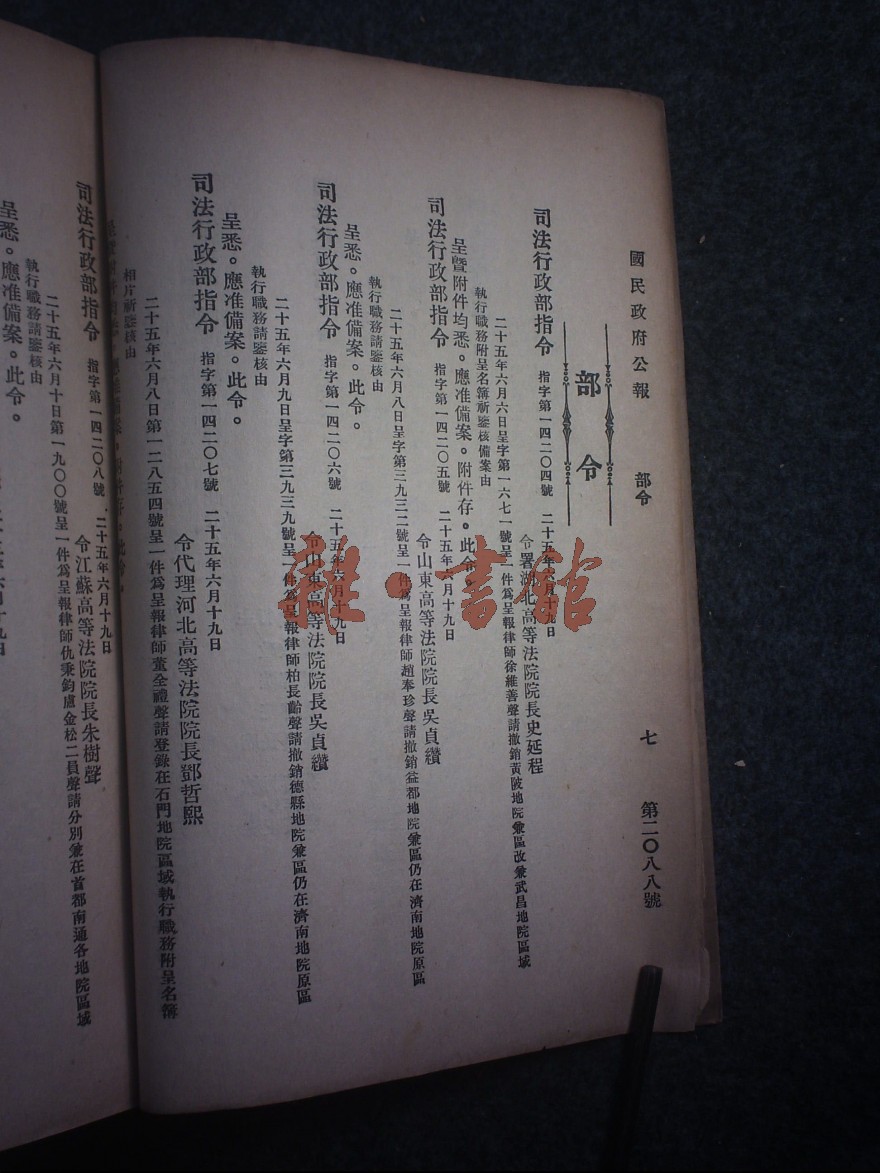 國民政府公報　部令　七　第二〇八八號
部令
司法行政部指令　指字第一四二〇四號　二十五年六月十九日
令署湖北高等法院院長史延程
二十五年六月六日呈字第一六七一號呈一件爲呈報律師徐維善聲請撤銷黃陂地院兼區改兼武昌地院區域
執行職務附呈名簿祈鑒核備案由
呈暨附件均悉。應准備案。附件存。此令。
司法行政部指令　指字第一四二〇五號　二十五年六月十九日
令山東高等法院院長吳貞纘
二十五年六月八日呈字第三九三二號呈一件爲呈報律師趙奉珍聲請撤銷益都地院兼區仍在濟南地院原區
執行職務請鑒核由
呈悉。應准備案。此令。
司法行政部指令　指字第一四二〇六號　二十五年六月十九日
令山東高等法院院長吳貞纘
二十五年六月九日呈字第三九三九號呈一件爲呈報律師柏長齡聲請撤銷德縣地院兼區仍在濟南地院原區
執行職務請鑒核由
呈悉。應准備案。此令。
司法行政部指令　指字第一四二〇七號　二十五年六月十九日
令代理河北高等法院院長鄧哲熙
二十五年六月八日第一二八五四號呈一件爲呈報律師董全禮聲請登錄在石門地院區域執行職務附呈名簿
相片祈鑒核由
司法行政部指令　指字第一四二〇八號　二十五年六月十九日
令江蘇高等法院院長朱樹聲
二十五年六月十日第一九〇〇號呈一件爲呈報律師仇秉鈞盧金松二員聲請分別兼在首都南通各地院區域
執行職務請鑒核由
呈悉。應准備案。此令。
雜·書館